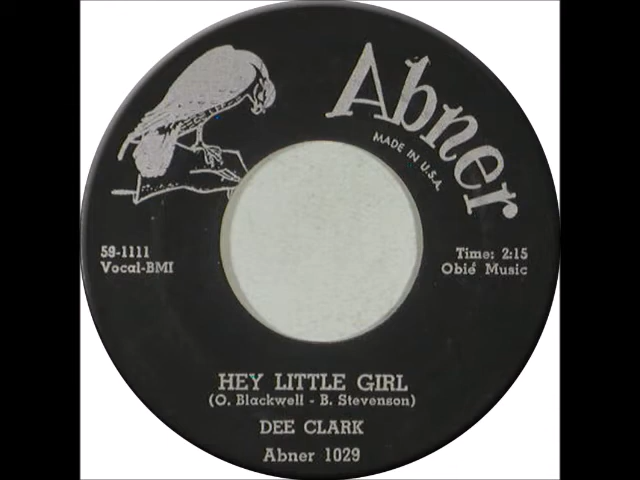 Abner
MADE IN U.S.A.
59-1111
Vocal-BMI
Time: 2:15
Obie Music
HEY LITTLE GIRL
(O. Blackwell - B. Stevenson)
DEE CLARK
Abner 1029